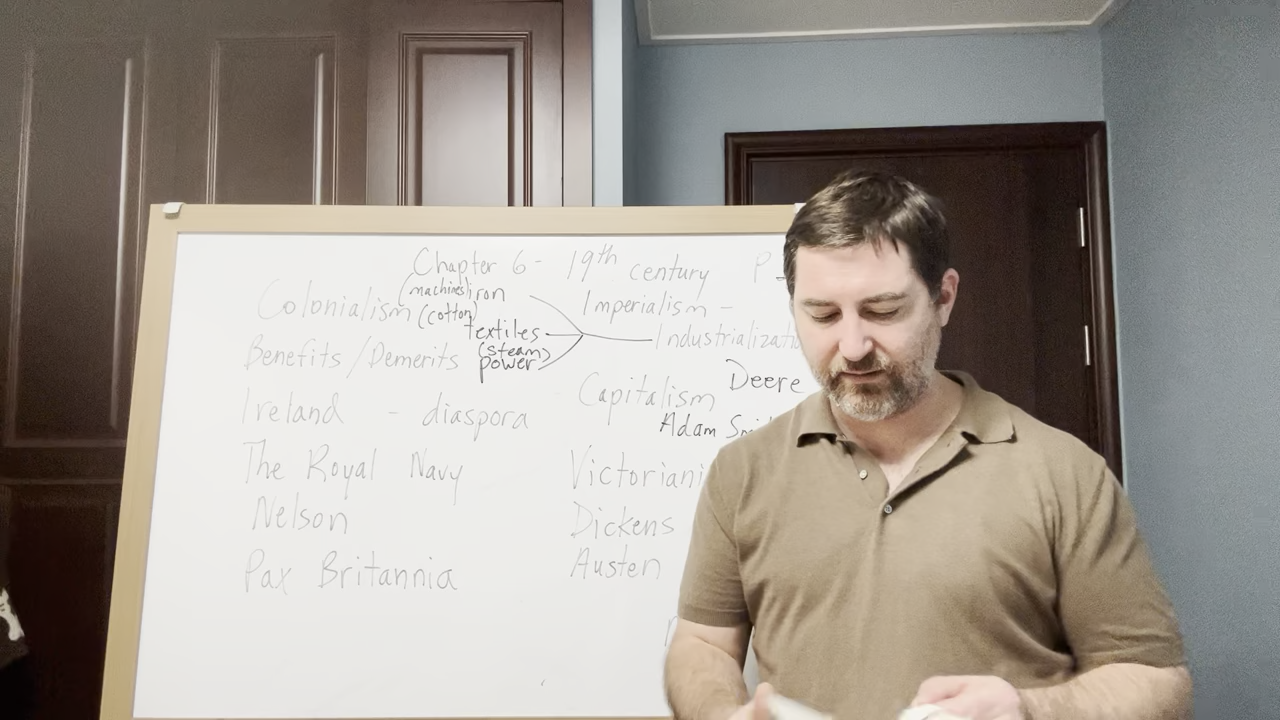 Chapter 6 - 19th century P
Colonialism
(machines) iron
(cotton)
textiles
(steam)
power
Benefits / Demerits
Ireland - diaspora
The Royal Navy
Nelson
Pax Britannia
Imperialism -
Industrializatio
Capitalism
Deere
Adam Smi
Victoriani
Dickens
Austen